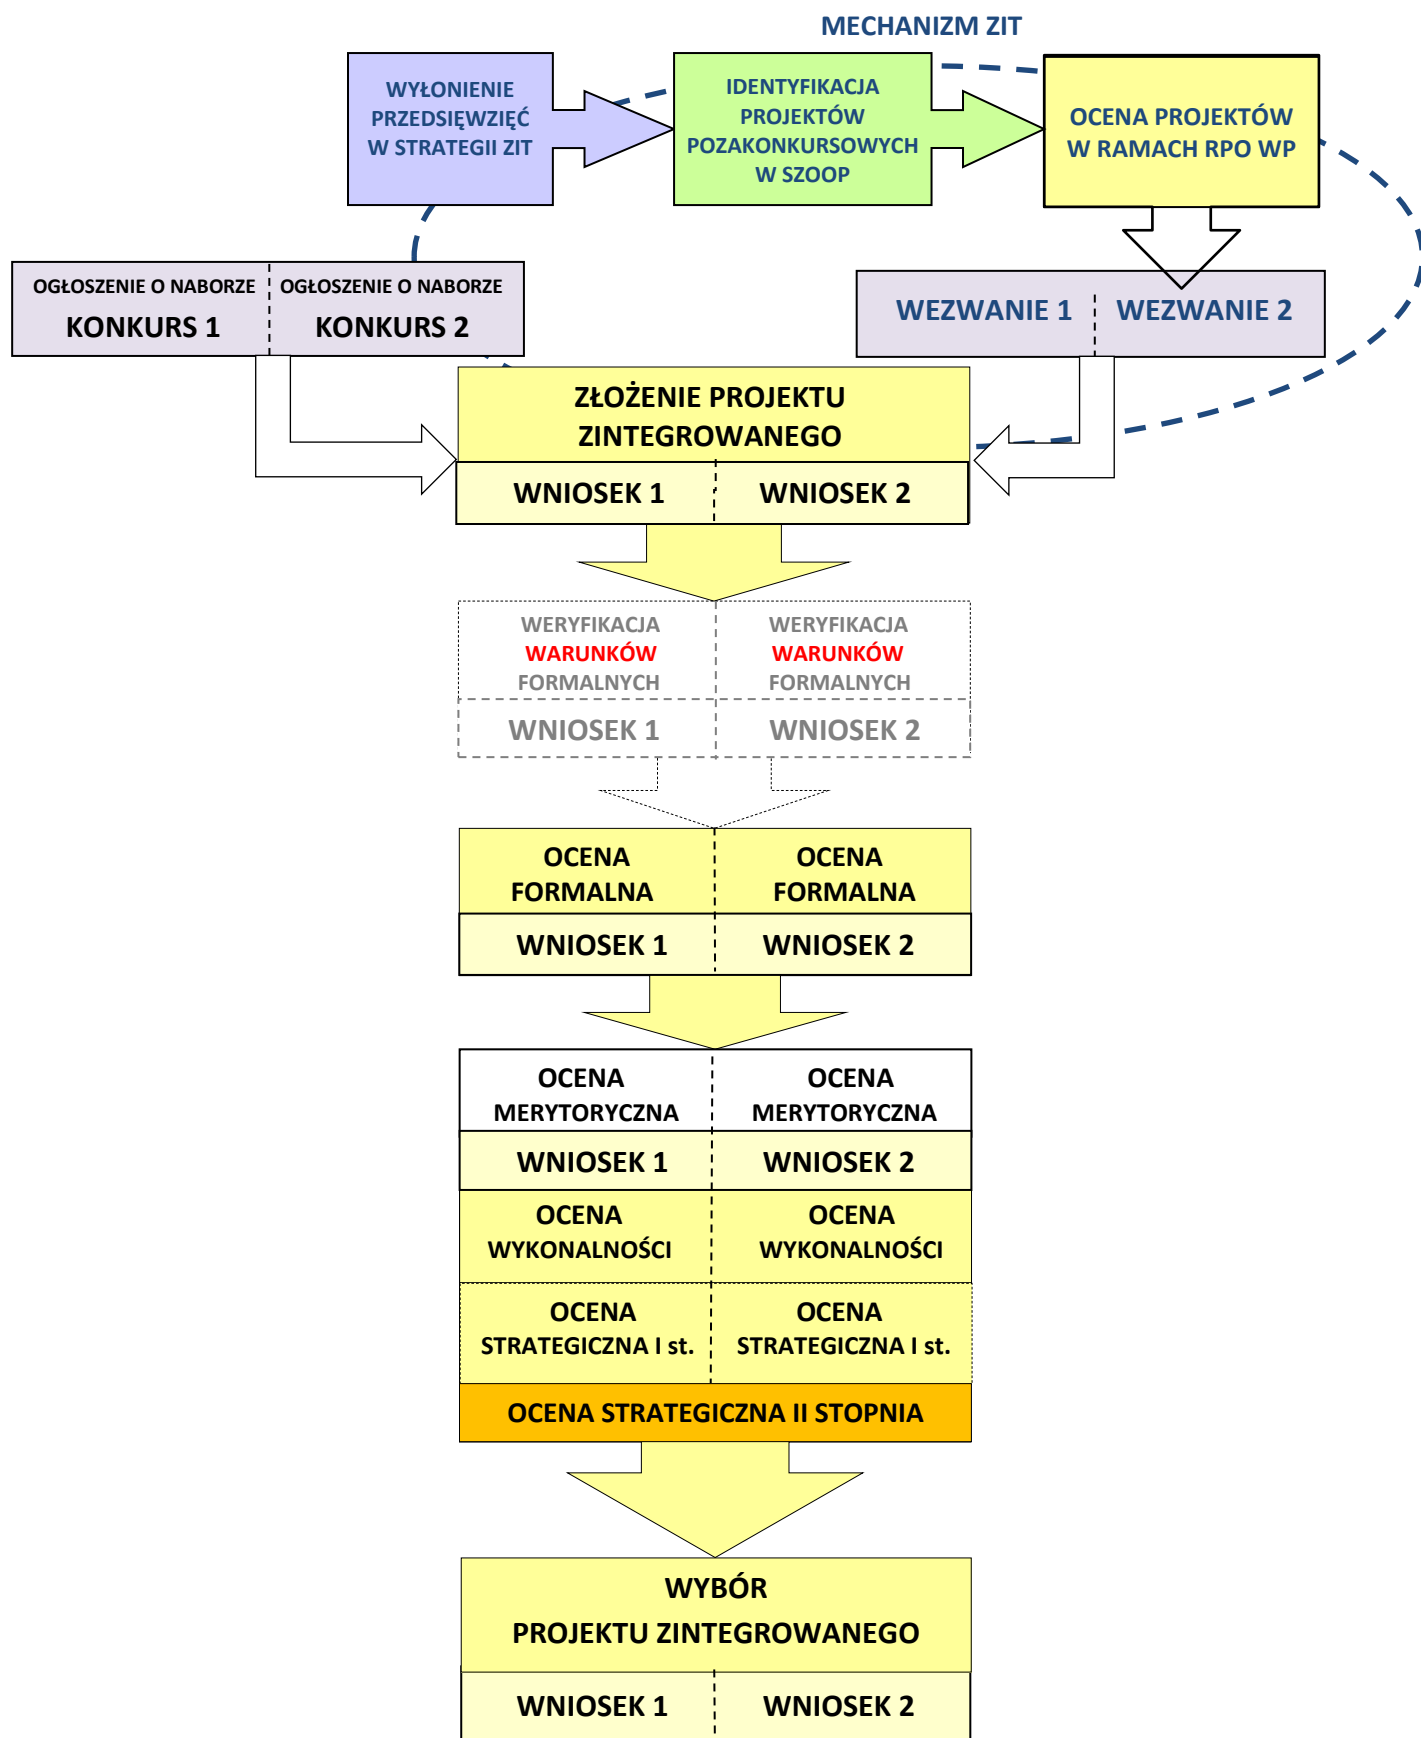 MECHANIZM ZIT
WYŁONIENIE
PRZEDSIĘWZIĘĆ
W STRATEGII ZIT
IDENTYFIKACJA
PROJEKTÓW
POZAKONKURSOWYCH
W SZOOP
OCENA PROJEKTÓW
W RAMACH RPO WP
OGŁOSZENIE O NABORZE
KONKURS 1
OGŁOSZENIE O NABORZE
KONKURS 2
WEZWANIE 1
WEZWANIE 2
ZŁOŻENIE PROJEKTU
ZINTEGROWANEGO
WNIOSEK 1
WNIOSEK 2
WERYFIKACJA
WARUNKÓW
FORMALNYCH
WNIOSEK 1
WERYFIKACJA
WARUNKÓW
FORMALNYCH
WNIOSEK 2
OCENA
FORMALNA
WNIOSEK 1
OCENA
FORMALNA
WNIOSEK 2
OCENA
MERYTORYCZNA
WNIOSEK 1
OCENA
MERYTORYCZNA
WNIOSEK 2
OCENA
WYKONALNOŚCI
OCENA
WYKONALNOŚCI
OCENA
STRATEGICZNA I st.
OCENA
STRATEGICZNA I st.
OCENA STRATEGICZNA II STOPNIA
WYBÓR
PROJEKTU ZINTEGROWANEGO
WNIOSEK 1
WNIOSEK 2